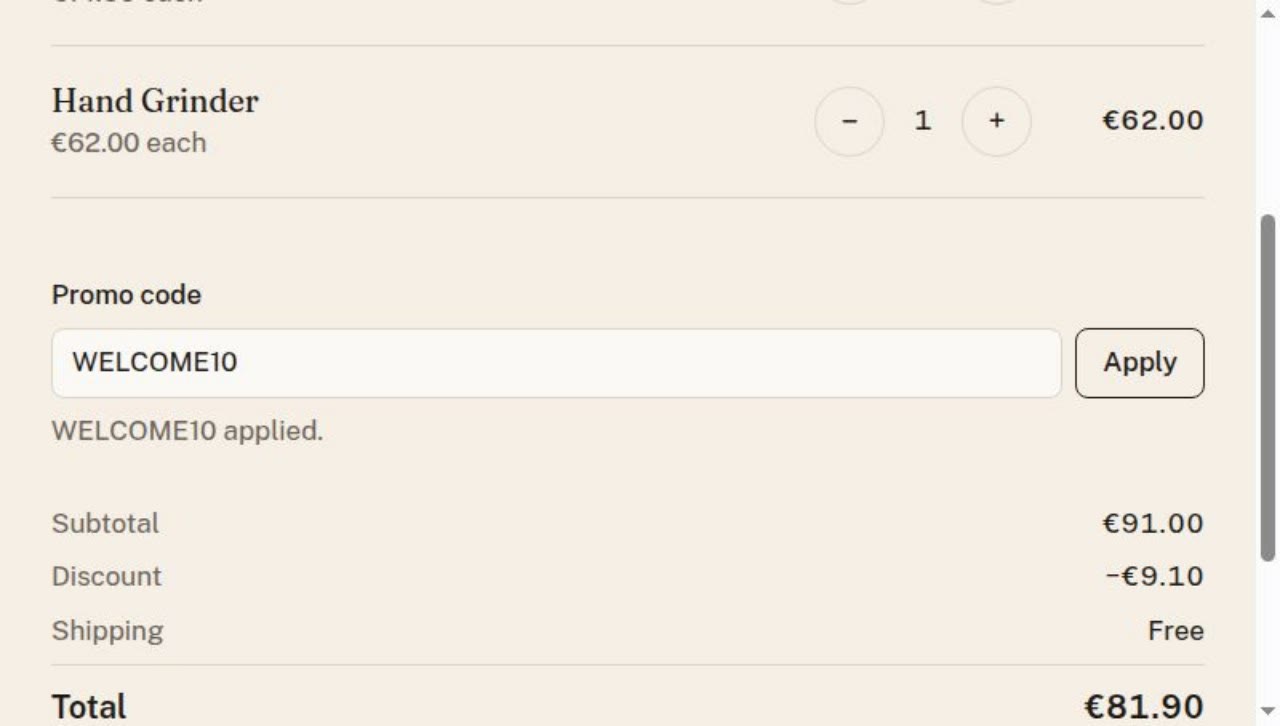 Hand Grinder
€62.00 each
− 1 + €62.00
Promo code
WELCOME10 Apply
WELCOME10 applied.
Subtotal €91.00
Discount −€9.10
Shipping Free
Total €81.90